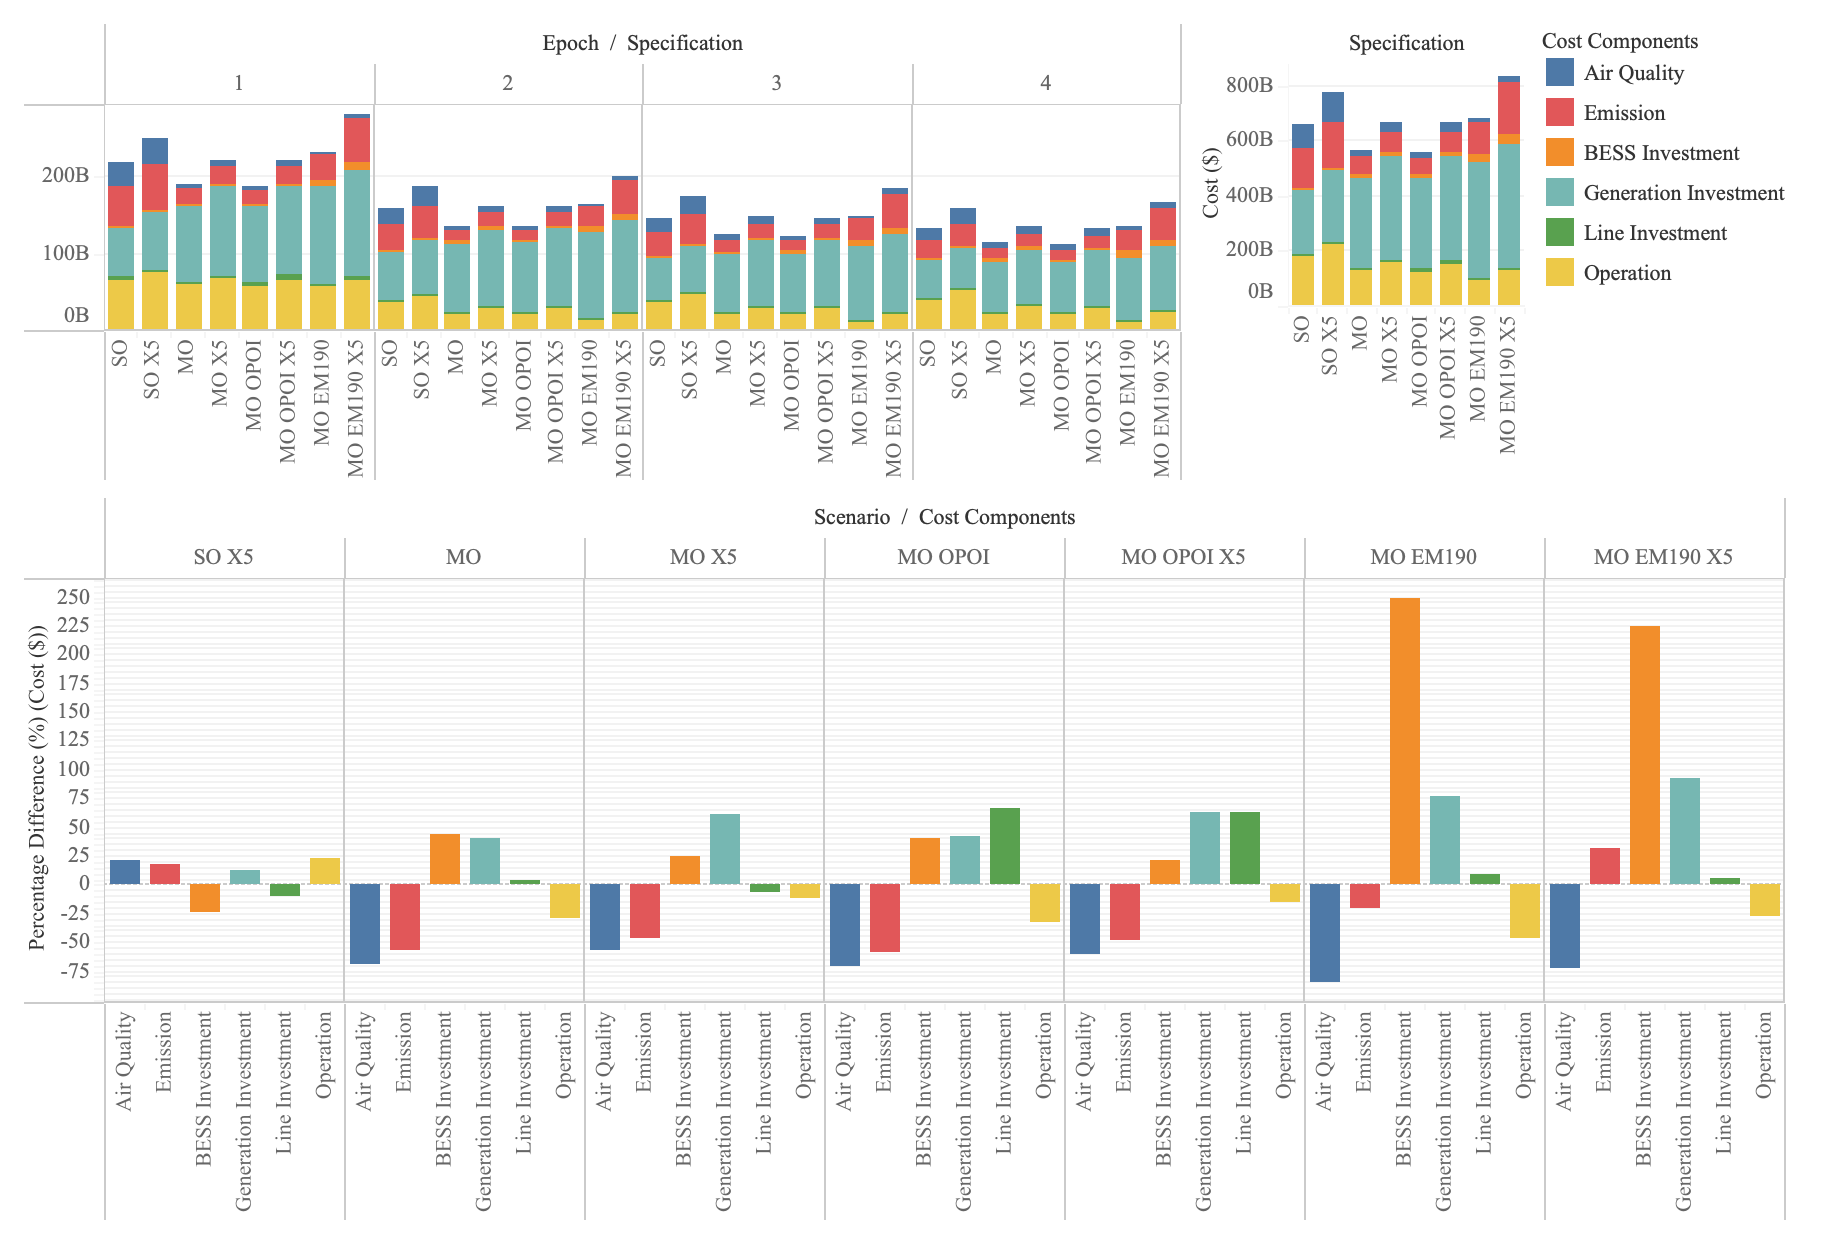 Epoch / Specification
1
2
3
4
200B
100B
0B
SO
SO X5
MO
MO X5
MO OPOI
MO OPOI X5
MO EM190
MO EM190 X5
SO
SO X5
MO
MO X5
MO OPOI
MO OPOI X5
MO EM190
MO EM190 X5
SO
SO X5
MO
MO X5
MO OPOI
MO OPOI X5
MO EM190
MO EM190 X5
SO
SO X5
MO
MO X5
MO OPOI
MO OPOI X5
MO EM190
MO EM190 X5
Specification
Cost ($)
800B
600B
400B
200B
0B
SO
SO X5
MO
MO X5
MO OPOI
MO OPOI X5
MO EM190
MO EM190 X5
Cost Components
Air Quality
Emission
BESS Investment
Generation Investment
Line Investment
Operation
Scenario / Cost Components
SO X5
MO
MO X5
MO OPOI
MO OPOI X5
MO EM190
MO EM190 X5
Percentage Difference (%) (Cost ($))
250
225
200
175
150
125
100
75
50
25
0
-25
-50
-75
Air Quality
Emission
BESS Investment
Generation Investment
Line Investment
Operation
Air Quality
Emission
BESS Investment
Generation Investment
Line Investment
Operation
Air Quality
Emission
BESS Investment
Generation Investment
Line Investment
Operation
Air Quality
Emission
BESS Investment
Generation Investment
Line Investment
Operation
Air Quality
Emission
BESS Investment
Generation Investment
Line Investment
Operation
Air Quality
Emission
BESS Investment
Generation Investment
Line Investment
Operation
Air Quality
Emission
BESS Investment
Generation Investment
Line Investment
Operation